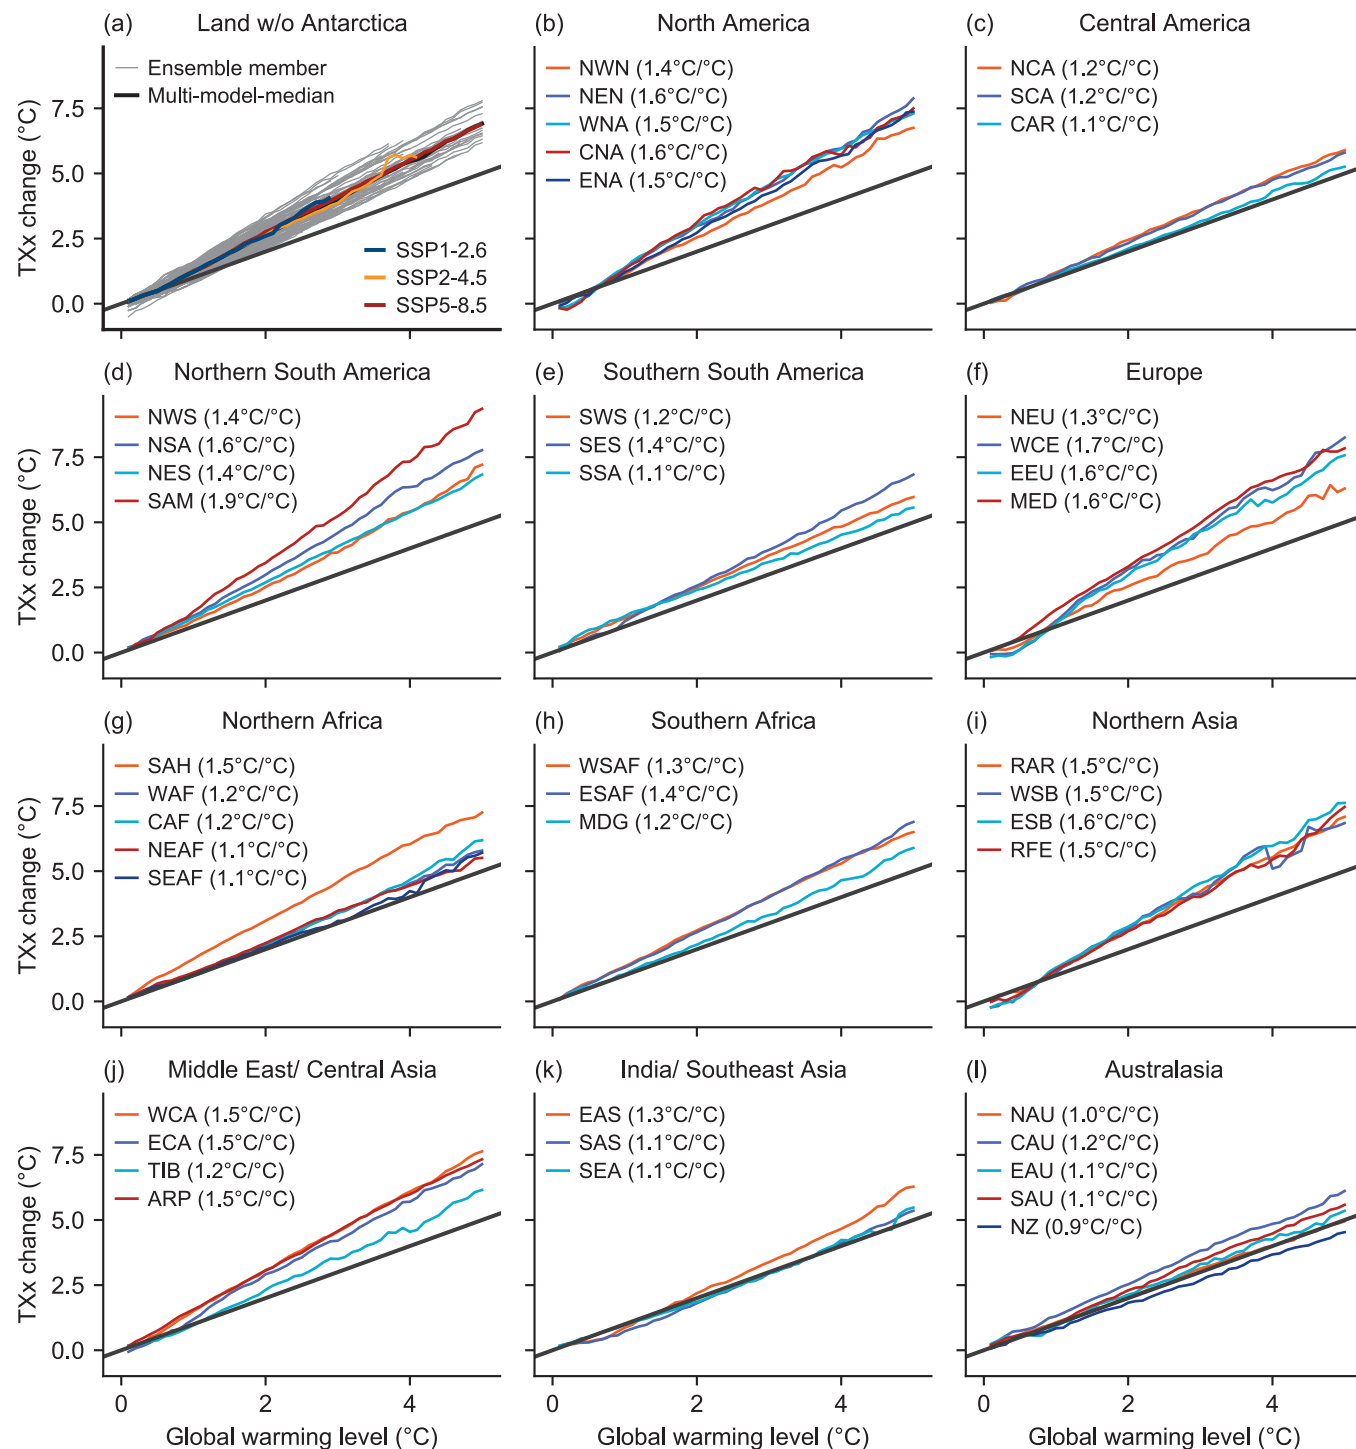 (a) Land w/o Antarctica
Ensemble member
Multi-model-median
SSP1-2.6
SSP2-4.5
SSP5-8.5
TXx change (°C)
7.5
5.0
2.5
0.0
0 2 4
(b) North America
NWN (1.4°C/°C)
NEN (1.6°C/°C)
WNA (1.5°C/°C)
CNA (1.6°C/°C)
ENA (1.5°C/°C)
(c) Central America
NCA (1.2°C/°C)
SCA (1.2°C/°C)
CAR (1.1°C/°C)
(d) Northern South America
NWS (1.4°C/°C)
NSA (1.6°C/°C)
NES (1.4°C/°C)
SAM (1.9°C/°C)
TXx change (°C)
7.5
5.0
2.5
0.0
(e) Southern South America
SWS (1.2°C/°C)
SES (1.4°C/°C)
SSA (1.1°C/°C)
(f) Europe
NEU (1.3°C/°C)
WCE (1.7°C/°C)
EEU (1.6°C/°C)
MED (1.6°C/°C)
(g) Northern Africa
SAH (1.5°C/°C)
WAF (1.2°C/°C)
CAF (1.2°C/°C)
NEAF (1.1°C/°C)
SEAF (1.1°C/°C)
TXx change (°C)
7.5
5.0
2.5
0.0
(h) Southern Africa
WSAF (1.3°C/°C)
ESAF (1.4°C/°C)
MDG (1.2°C/°C)
(i) Northern Asia
RAR (1.5°C/°C)
WSB (1.5°C/°C)
ESB (1.6°C/°C)
RFE (1.5°C/°C)
(j) Middle East/ Central Asia
WCA (1.5°C/°C)
ECA (1.5°C/°C)
TIB (1.2°C/°C)
ARP (1.5°C/°C)
TXx change (°C)
7.5
5.0
2.5
0.0
0 2 4
Global warming level (°C)
(k) India/ Southeast Asia
EAS (1.3°C/°C)
SAS (1.1°C/°C)
SEA (1.1°C/°C)
0 2 4
Global warming level (°C)
(l) Australasia
NAU (1.0°C/°C)
CAU (1.2°C/°C)
EAU (1.1°C/°C)
SAU (1.1°C/°C)
NZ (0.9°C/°C)
0 2 4
Global warming level (°C)